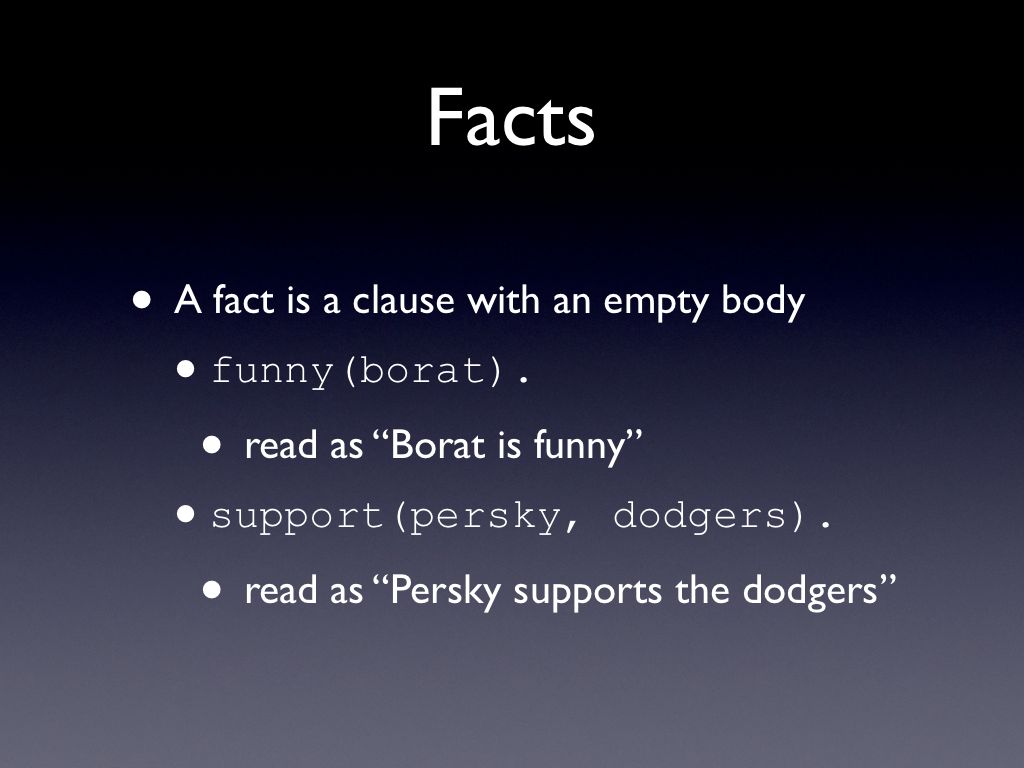 Facts
• A fact is a clause with an empty body
• funny(borat).
• read as “Borat is funny”
• support(persky, dodgers).
• read as “Persky supports the dodgers”